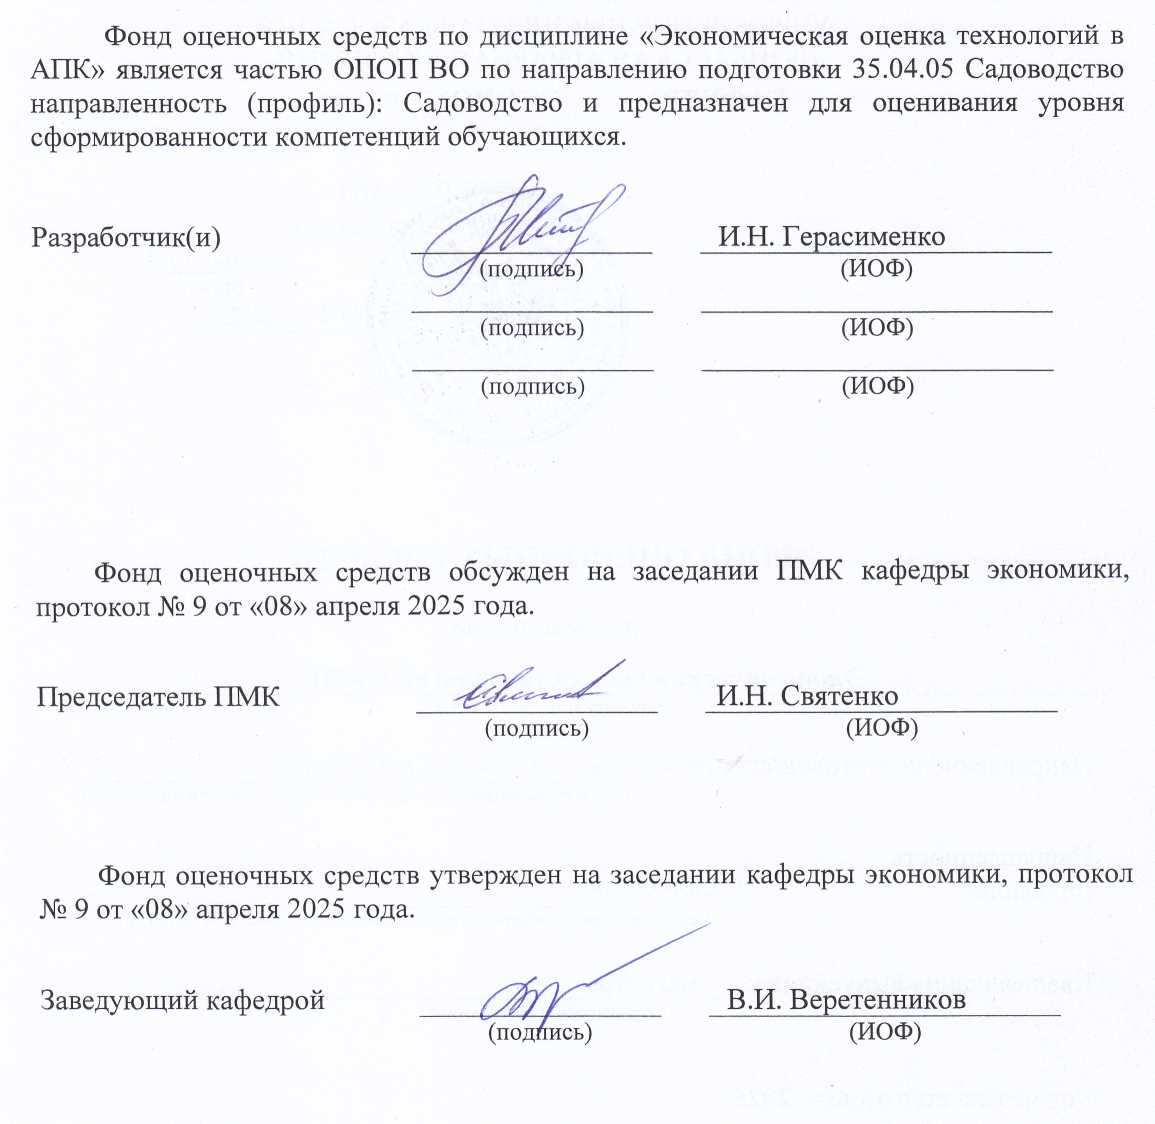 Фонд оценочных средств по дисциплине «Экономическая оценка технологий в
АПК» является частью ОПОП ВО по направлению подготовки 35.04.05 Садоводство
направленность (профиль): Садоводство и предназначен для оценивания уровня
сформированности компетенций обучающихся.
Разработчик(и) И.Н. Герасименко
(подпись) (ИОФ)
(подпись) (ИОФ)
(подпись) (ИОФ)
Фонд оценочных средств обсужден на заседании ПМК кафедры экономики,
протокол № 9 от «08» апреля 2025 года.
Председатель ПМК И.Н. Святенко
(подпись) (ИОФ)
Фонд оценочных средств утвержден на заседании кафедры экономики, протокол
№ 9 от «08» апреля 2025 года.
Заведующий кафедрой В.И. Веретенников
(подпись) (ИОФ)